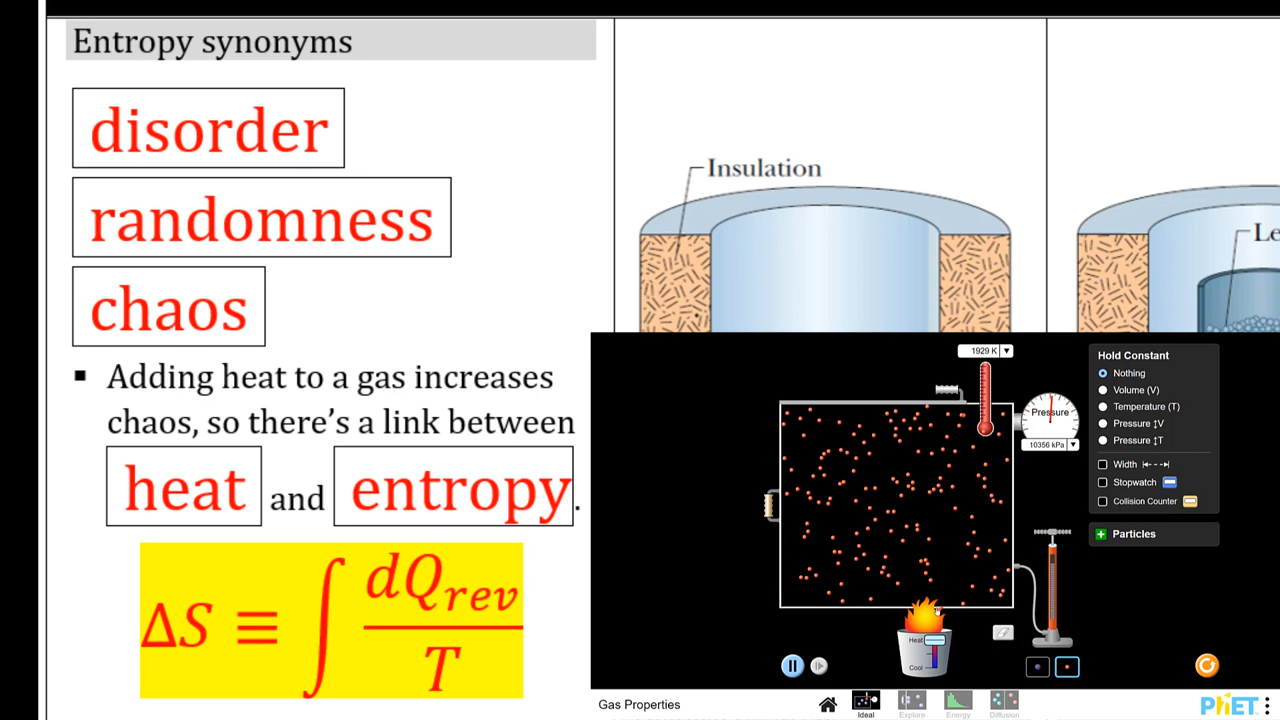 Entropy synonyms
disorder
randomness
chaos
▪ Adding heat to a gas increases
chaos, so there's a link between
heat and entropy.
ΔS ≡ ∫ dQrev / T
Insulation
Le
1929 K
Pressure
10356 kPa
Hold Constant
Nothing
Volume (V)
Temperature (T)
Pressure ↕V
Pressure ↕T
Width
Stopwatch
Collision Counter
Particles
Heat
Cool
Gas Properties
Ideal
Explore
Energy
Diffusion
PhET